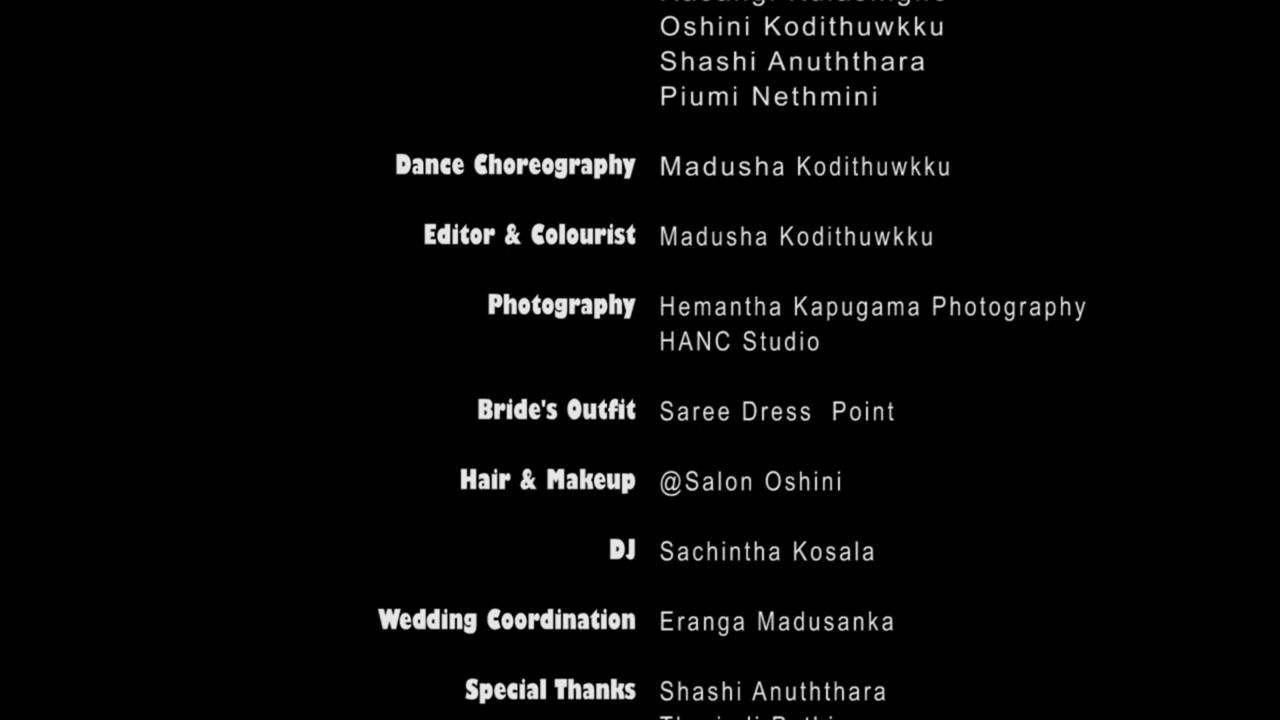 Oshini Kodithuwkku
Shashi Anuththara
Piumi Nethmini
Dance Choreography Madusha Kodithuwkku
Editor & Colourist Madusha Kodithuwkku
Photography Hemantha Kapugama Photography
HANC Studio
Bride's Outfit Saree Dress Point
Hair & Makeup @Salon Oshini
DJ Sachintha Kosala
Wedding Coordination Eranga Madusanka
Special Thanks Shashi Anuththara